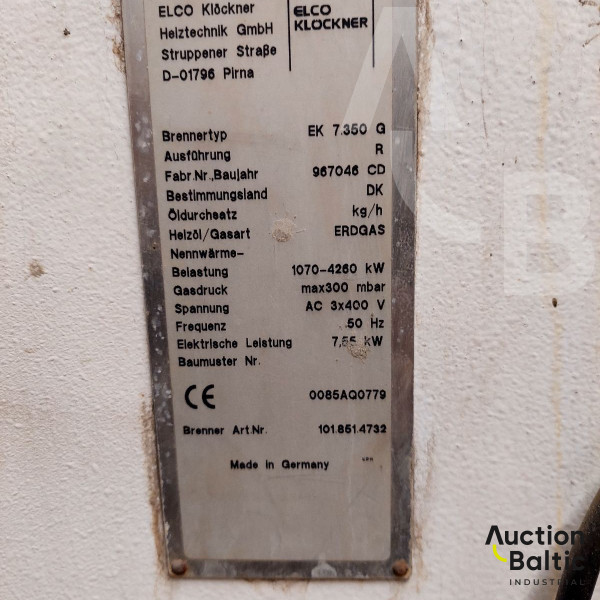 ELCO Klöckner
Heiztechnik GmbH
Struppener Straße
D-01796 Pirna
ELCO
KLÖCKNER
Brennertyp EK 7.350 G
Ausführung R
Fabr.Nr.,Baujahr 967046 CD
Bestimmungsland DK
Öldurchsatz kg/h
Heizöl/Gasart ERDGAS
Nennwärme-
Belastung 1070-4260 kW
Gasdruck max300 mbar
Spannung AC 3x400 V
Frequenz 50 Hz
Elektrische Leistung 7,55 kW
Baumuster Nr.
CE 0085AQ0779
Brenner Art.Nr. 101.851.4732
Made in Germany
Auction
Baltic
INDUSTRIAL